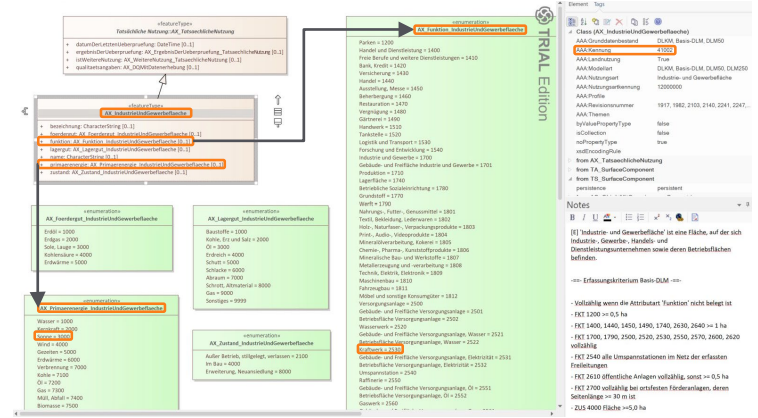 «featureType»
Tatsächliche Nutzung::AX_TatsaechlicheNutzung
+ datumDerLetztenUeberpruefung: DateTime [0..1]
+ ergebnisDerUeberpruefung: AX_ErgebnisDerUeberpruefung_TatsaechlicheNutzung [0..1]
+ istWeitereNutzung: AX_WeitereNutzung_TatsaechlicheNutzung [0..1]
+ qualitaetsangaben: AX_DQMitDatenerhebung [0..1]
«featureType»
AX_IndustrieUndGewerbeflaeche
+ bezeichnung: CharacterString [0..1]
+ foerdergut: AX_Foerdergut_IndustrieUndGewerbeflaeche [0..1]
+ funktion: AX_Funktion_IndustrieUndGewerbeflaeche [0..1]
+ lagergut: AX_Lagergut_IndustrieUndGewerbeflaeche [0..1]
+ name: CharacterString [0..1]
+ primaerenergie: AX_Primaerenergie_IndustrieUndGewerbeflaeche [0..1]
+ zustand: AX_Zustand_IndustrieUndGewerbeflaeche [0..1]
«enumeration»
AX_Foerdergut_IndustrieUndGewerbeflaeche
Erdöl = 1000
Erdgas = 2000
Sole, Lauge = 3000
Kohlensäure = 4000
Erdwärme = 5000
«enumeration»
AX_Lagergut_IndustrieUndGewerbeflaeche
Baustoffe = 1000
Kohle, Erz und Salz = 2000
Öl = 3000
Erdreich = 4000
Schutt = 5000
Schlacke = 6000
Abraum = 7000
Schrott, Altmaterial = 8000
Gas = 9000
Sonstiges = 9999
«enumeration»
AX_Primaerenergie_IndustrieUndGewerbeflaeche
Wasser = 1000
Kernkraft = 2000
Sonne = 3000
Wind = 4000
Gezeiten = 5000
Erdwärme = 6000
Verbrennung = 7000
Kohle = 7100
Öl = 7200
Gas = 7300
Müll, Abfall = 7400
Biomasse = 7500
«enumeration»
AX_Zustand_IndustrieUndGewerbeflaeche
Außer Betrieb, stillgelegt, verlassen = 2100
Im Bau = 4000
Erweiterung, Neuansiedlung = 8000
«enumeration»
AX_Funktion_IndustrieUndGewerbeflaeche
Parken = 1200
Handel und Dienstleistung = 1400
Freie Berufe und weitere Dienstleistungen = 1410
Bank, Kredit = 1420
Versicherung = 1430
Handel = 1440
Ausstellung, Messe = 1450
Beherbergung = 1460
Restauration = 1470
Vergnügung = 1480
Gärtnerei = 1490
Handwerk = 1510
Tankstelle = 1520
Logistik und Transport = 1530
Forschung und Entwicklung = 1540
Industrie und Gewerbe = 1700
Gebäude- und Freifläche Industrie und Gewerbe = 1701
Produktion = 1710
Lagerfläche = 1740
Betriebliche Sozialeinrichtung = 1780
Grundstoff = 1770
Werft = 1790
Nahrungs-, Futter-, Genussmittel = 1801
Textil, Bekleidung, Lederwaren = 1802
Holz-, Naturfaser-, Verpackungsprodukte = 1803
Print-, Audio-, Videoprodukte = 1804
Mineralölverarbeitung, Kokerei = 1805
Chemie-, Pharma-, Kunststoffprodukte = 1806
Mineralische Bau- und Werkstoffe = 1807
Metallerzeugung und -verarbeitung = 1808
Technik, Elektrik, Elektronik = 1809
Maschinenbau = 1810
Fahrzeugbau = 1811
Möbel und sonstige Konsumgüter = 1812
Versorgungsanlage = 2500
Gebäude- und Freifläche Versorgungsanlage = 2501
Betriebsfläche Versorgungsanlage = 2502
Wasserwerk = 2520
Gebäude- und Freifläche Versorgungsanlage, Wasser = 2521
Betriebsfläche Versorgungsanlage, Wasser = 2522
Kraftwerk = 2530
Gebäude- und Freifläche Versorgungsanlage, Elektrizität = 2531
Betriebsfläche Versorgungsanlage, Elektrizität = 2532
Umspannstation = 2540
Raffinerie = 2550
Gebäude- und Freifläche Versorgungsanlage, Öl = 2551
Betriebsfläche Versorgungsanlage, Öl = 2552
Gaswerk = 2560
TRIAL Edition
Element Tags
Class (AX_IndustrieUndGewerbeflaeche)
AAA:Grunddatenbestand DLKM, Basis-DLM, DLM50
AAA:Kennung 41002
AAA:Landnutzung True
AAA:Modellart DLKM, Basis-DLM, DLM50, DLM250
AAA:Nutzungsart Industrie- und Gewerbefläche
AAA:Nutzungsartkennung 12000000
AAA:Profile
AAA:Revisionsnummer 1917, 1982, 2103, 2140, 2241, 2247,...
AAA:Themen
byValuePropertyType false
isCollection false
noPropertyType true
xsdEncodingRule
from AX_TatsaechlicheNutzung
from TA_SurfaceComponent
from TS_SurfaceComponent
persistence persistent
Notes
B I U A
[E] 'Industrie- und Gewerbefläche' ist eine Fläche, auf der sich
Industrie-, Gewerbe-, Handels- und
Dienstleistungsunternehmen sowie deren Betriebsflächen
befinden.
-==- Erfassungskriterium Basis-DLM -==-
- Vollzählig wenn die Attributart 'Funktion' nicht belegt ist
- FKT 1200 >= 0,5 ha
- FKT 1400, 1440, 1450, 1490, 1740, 2630, 2640 >= 1 ha
- FKT 1700, 1790, 2500, 2520, 2530, 2550, 2570, 2600, 2620
vollzählig
- FKT 2540 alle Umspannstationen im Netz der erfassten
Freileitungen
- FKT 2610 öffentliche Anlagen vollzählig, sonst >= 0,5 ha
- FKT 2700 vollzählig bei ortsfesten Förderanlagen, deren
Seitenlänge >= 30 m ist
- ZUS 4000 Fläche >=5,0 ha